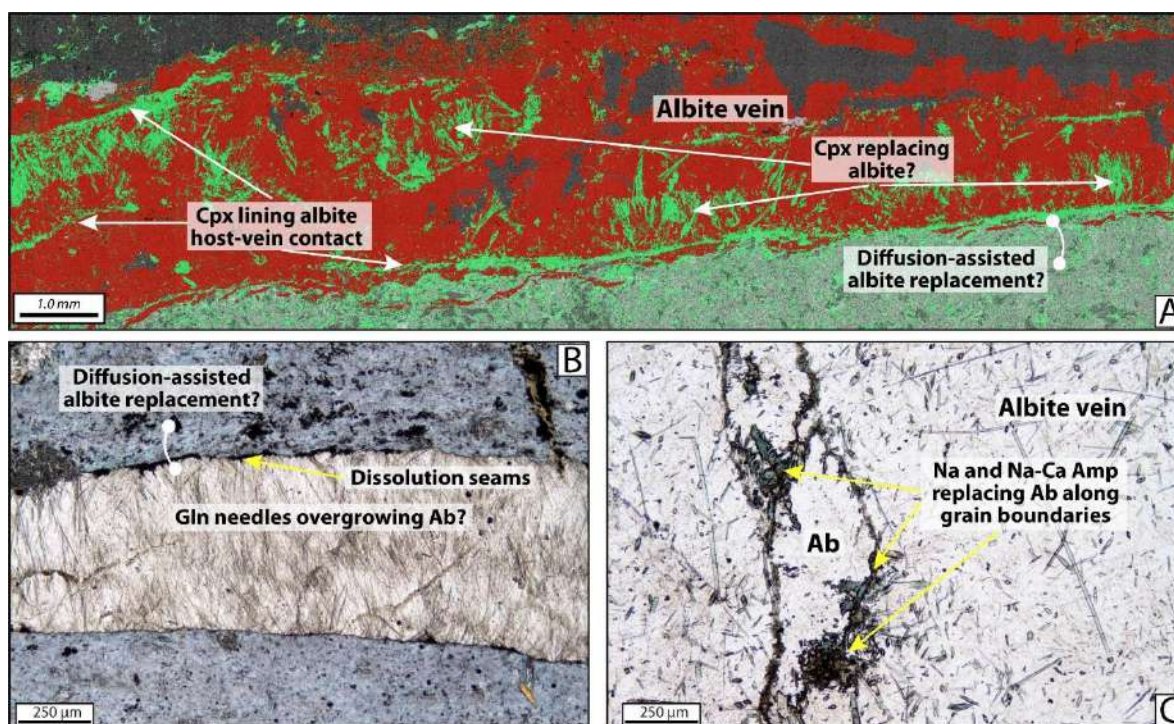 Albite vein
Cpx replacing
albite?
Cpx lining albite
host-vein contact
Diffusion-assisted
albite replacement?
1.0 mm
A
Diffusion-assisted
albite replacement?
B
Dissolution seams
Gln needles overgrowing Ab?
250 µm
Albite vein
Na and Na-Ca Amp
replacing Ab along
grain boundaries
Ab
250 µm
C